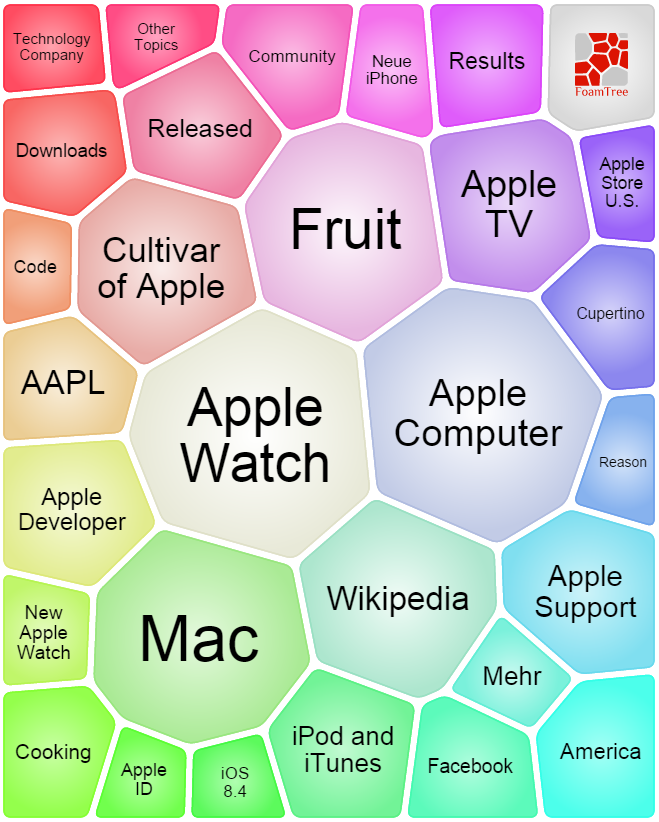 Technology
Company
Other
Topics
Community
Neue
iPhone
Results
FoamTree
Downloads
Released
Fruit
Apple
TV
Apple
Store
U.S.
Code
Cultivar
of Apple
Cupertino
AAPL
Apple
Watch
Apple
Computer
Reason
Apple
Developer
Mac
Wikipedia
Apple
Support
New
Apple
Watch
Mehr
Cooking
Apple
ID
iOS
8.4
iPod and
iTunes
Facebook
America